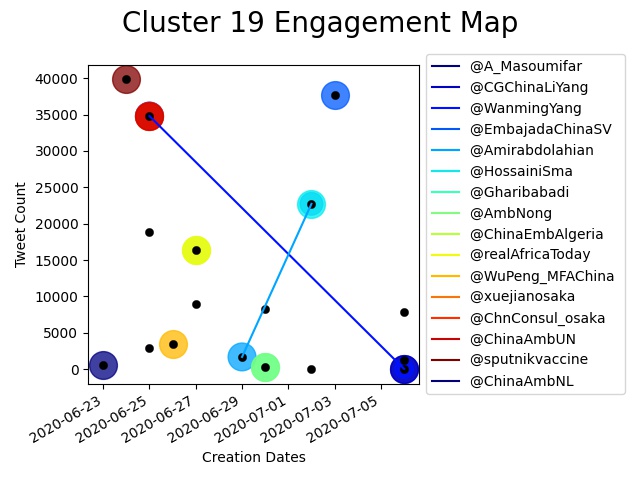 Cluster 19 Engagement Map
40000
35000
30000
25000
20000
15000
10000
5000
0
Tweet Count
2020-06-23
2020-06-25
2020-06-27
2020-06-29
2020-07-01
2020-07-03
2020-07-05
Creation Dates
@A_Masoumifar
@CGChinaLiYang
@WanmingYang
@EmbajadaChinaSV
@Amirabdolahian
@HossainiSma
@Gharibabadi
@AmbNong
@ChinaEmbAlgeria
@realAfricaToday
@WuPeng_MFAChina
@xuejianosaka
@ChnConsul_osaka
@ChinaAmbUN
@sputnikvaccine
@ChinaAmbNL